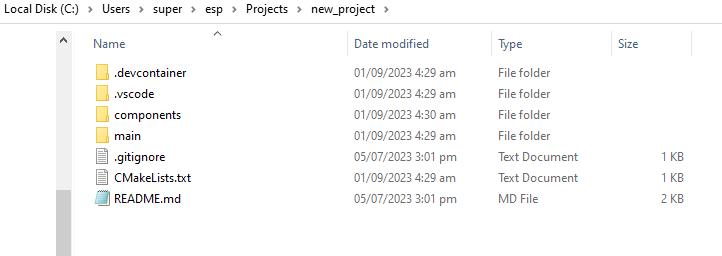 Local Disk (C:) > Users > super > esp > Projects > new_project >
Name Date modified Type Size
.devcontainer 01/09/2023 4:29 am File folder
.vscode 01/09/2023 4:29 am File folder
components 01/09/2023 4:30 am File folder
main 01/09/2023 4:29 am File folder
.gitignore 05/07/2023 3:01 pm Text Document 1 KB
CMakeLists.txt 01/09/2023 4:29 am Text Document 1 KB
README.md 05/07/2023 3:01 pm MD File 2 KB